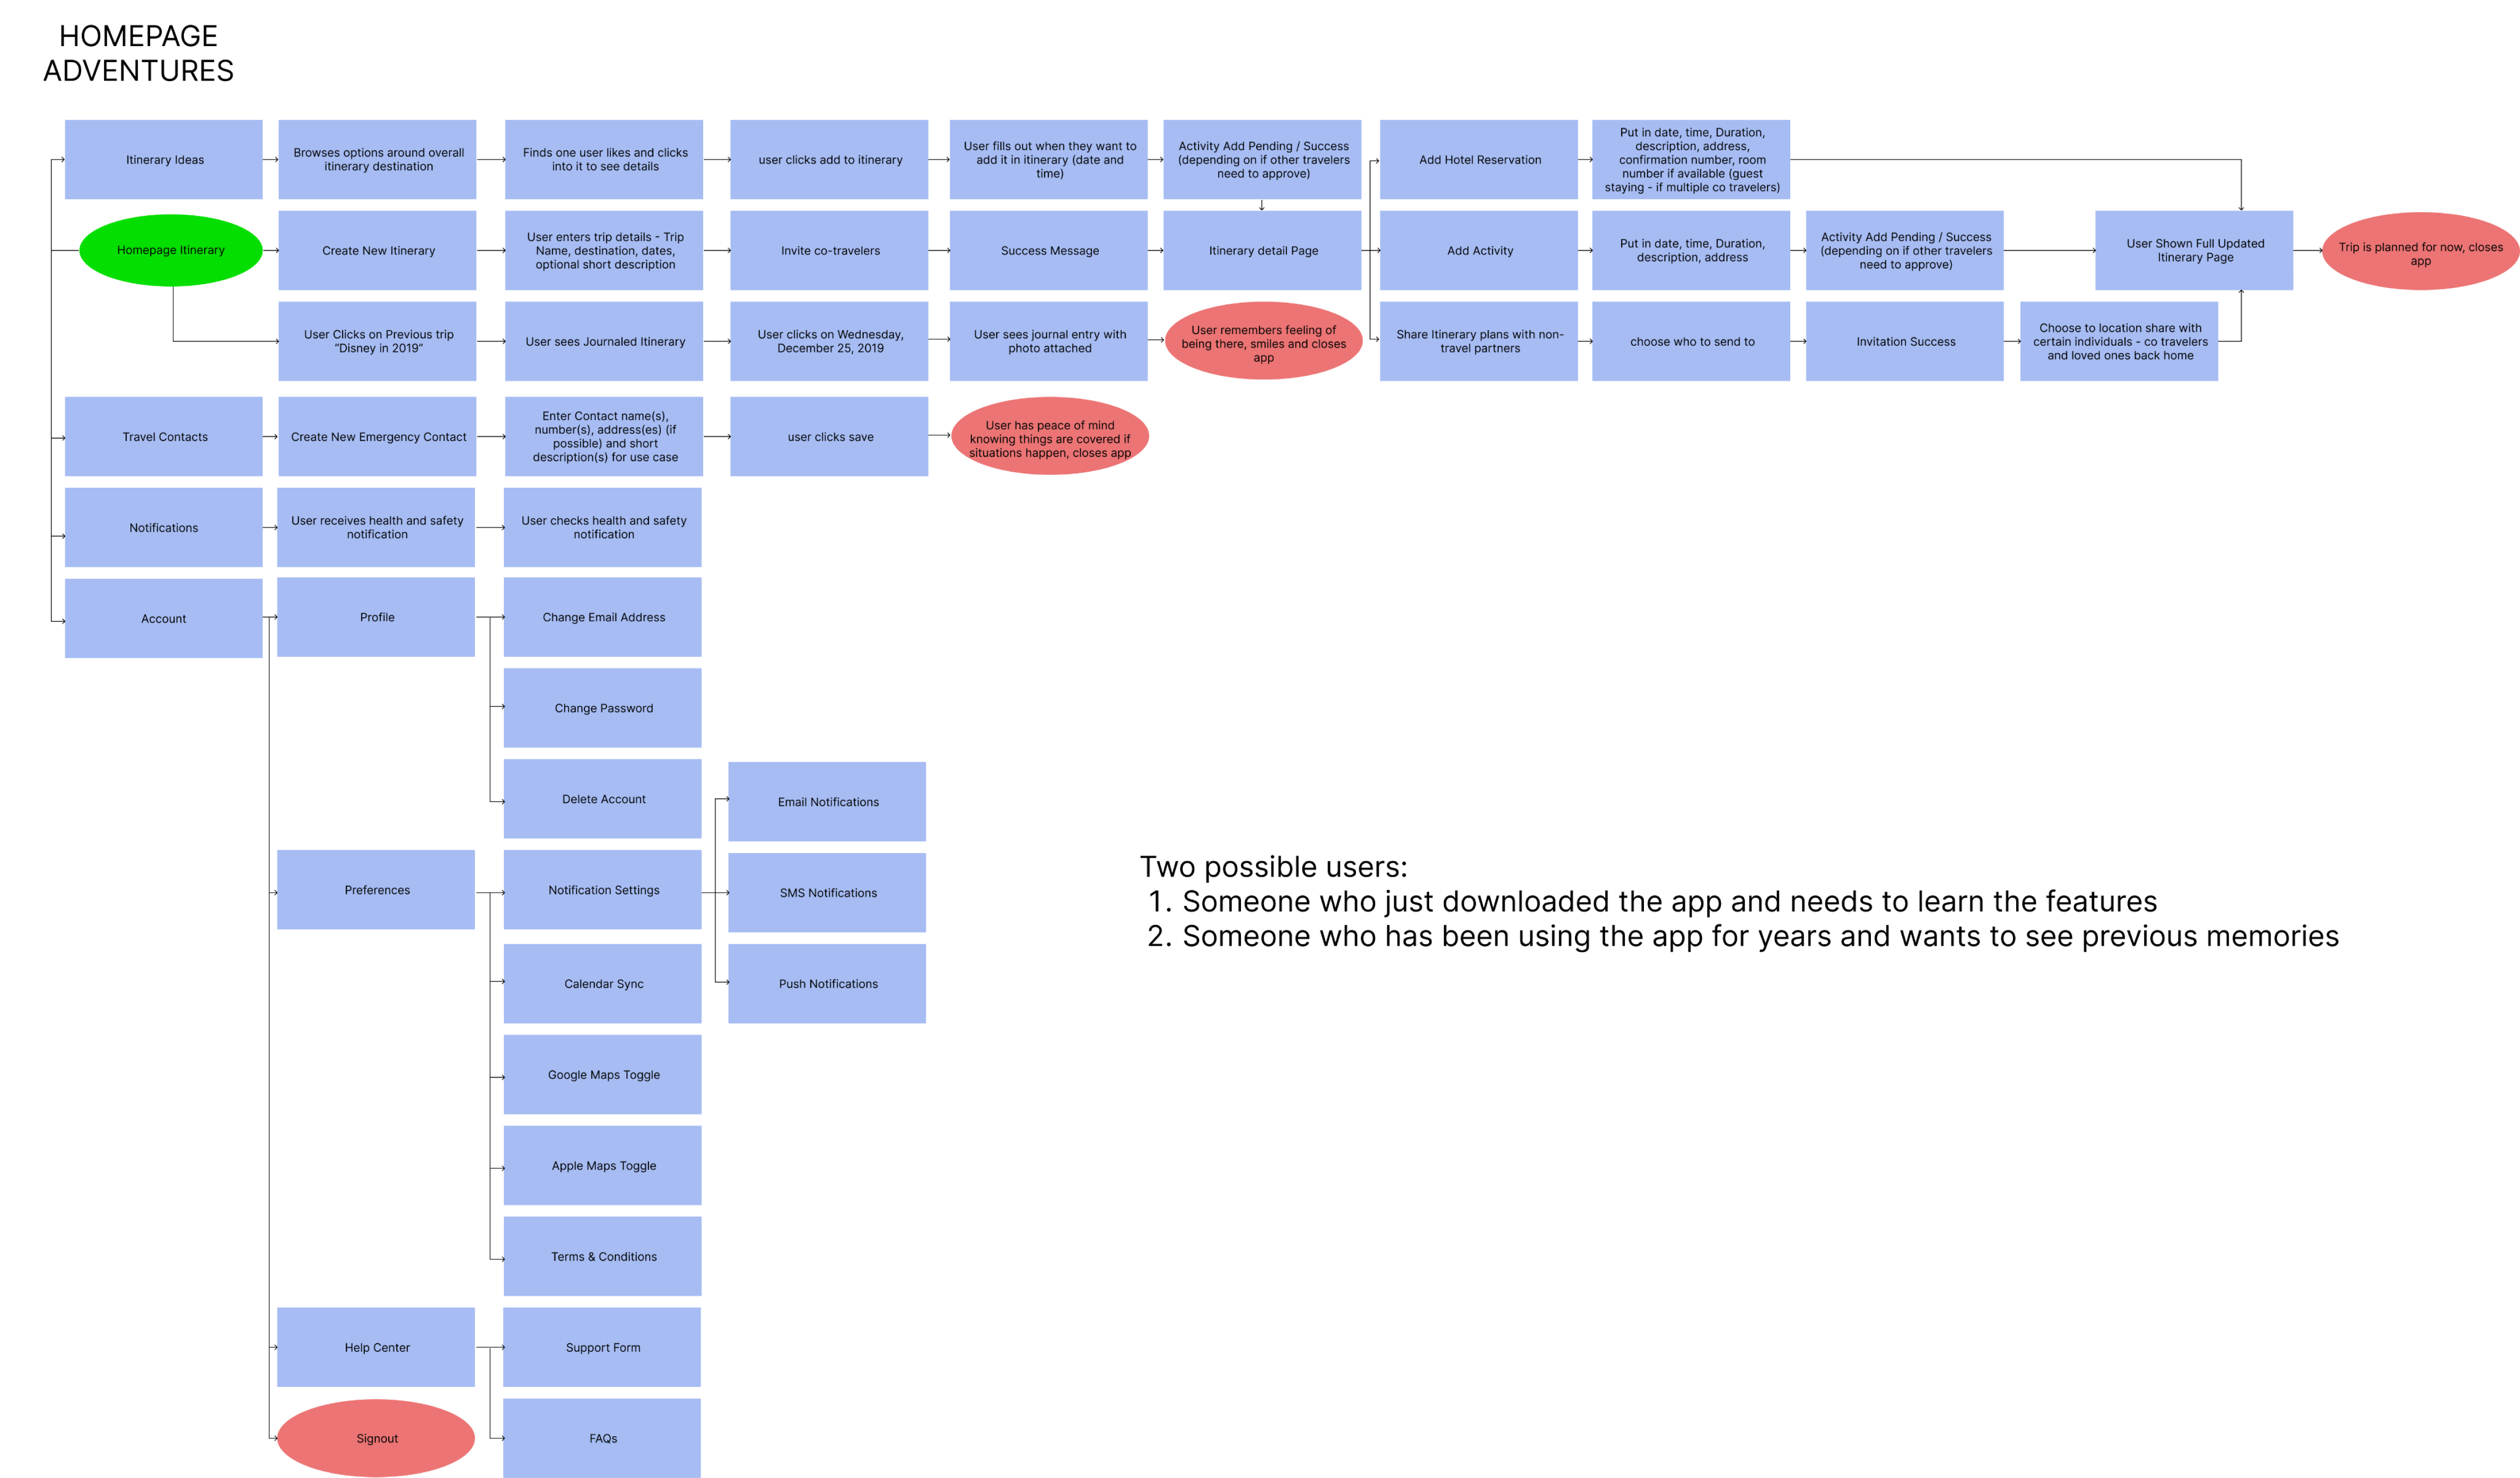 HOMEPAGE
ADVENTURES
Itinerary Ideas
Browses options around overall
itinerary destination
Finds one user likes and clicks
into it to see details
user clicks add to itinerary
User fills out when they want to
add it in itinerary (date and
time)
Activity Add Pending / Success
(depending on if other travelers
need to approve)
Add Hotel Reservation
Put in date, time, Duration,
description, address,
confirmation number, room
number if available (guest
staying - if multiple co travelers)
Homepage Itinerary
Create New Itinerary
User enters trip details - Trip
Name, destination, dates,
optional short description
Invite co-travelers
Success Message
Itinerary detail Page
Add Activity
Put in date, time, Duration,
description, address
Activity Add Pending / Success
(depending on if other travelers
need to approve)
User Shown Full Updated
Itinerary Page
Trip is planned for now, closes
app
User Clicks on Previous trip
“Disney in 2019”
User sees Journaled Itinerary
User clicks on Wednesday,
December 25, 2019
User sees journal entry with
photo attached
User remembers feeling of
being there, smiles and closes
app
Share Itinerary plans with non-
travel partners
choose who to send to
Invitation Success
Choose to location share with
certain individuals - co travelers
and loved ones back home
Travel Contacts
Create New Emergency Contact
Enter Contact name(s),
number(s), address(es) (if
possible) and short
description(s) for use case
user clicks save
User has peace of mind
knowing things are covered if
situations happen, closes app
Notifications
User receives health and safety
notification
User checks health and safety
notification
Account
Profile
Change Email Address
Change Password
Delete Account
Email Notifications
Preferences
Notification Settings
SMS Notifications
Calendar Sync
Push Notifications
Google Maps Toggle
Apple Maps Toggle
Terms & Conditions
Help Center
Support Form
Signout
FAQs
Two possible users:
1. Someone who just downloaded the app and needs to learn the features
2. Someone who has been using the app for years and wants to see previous memories